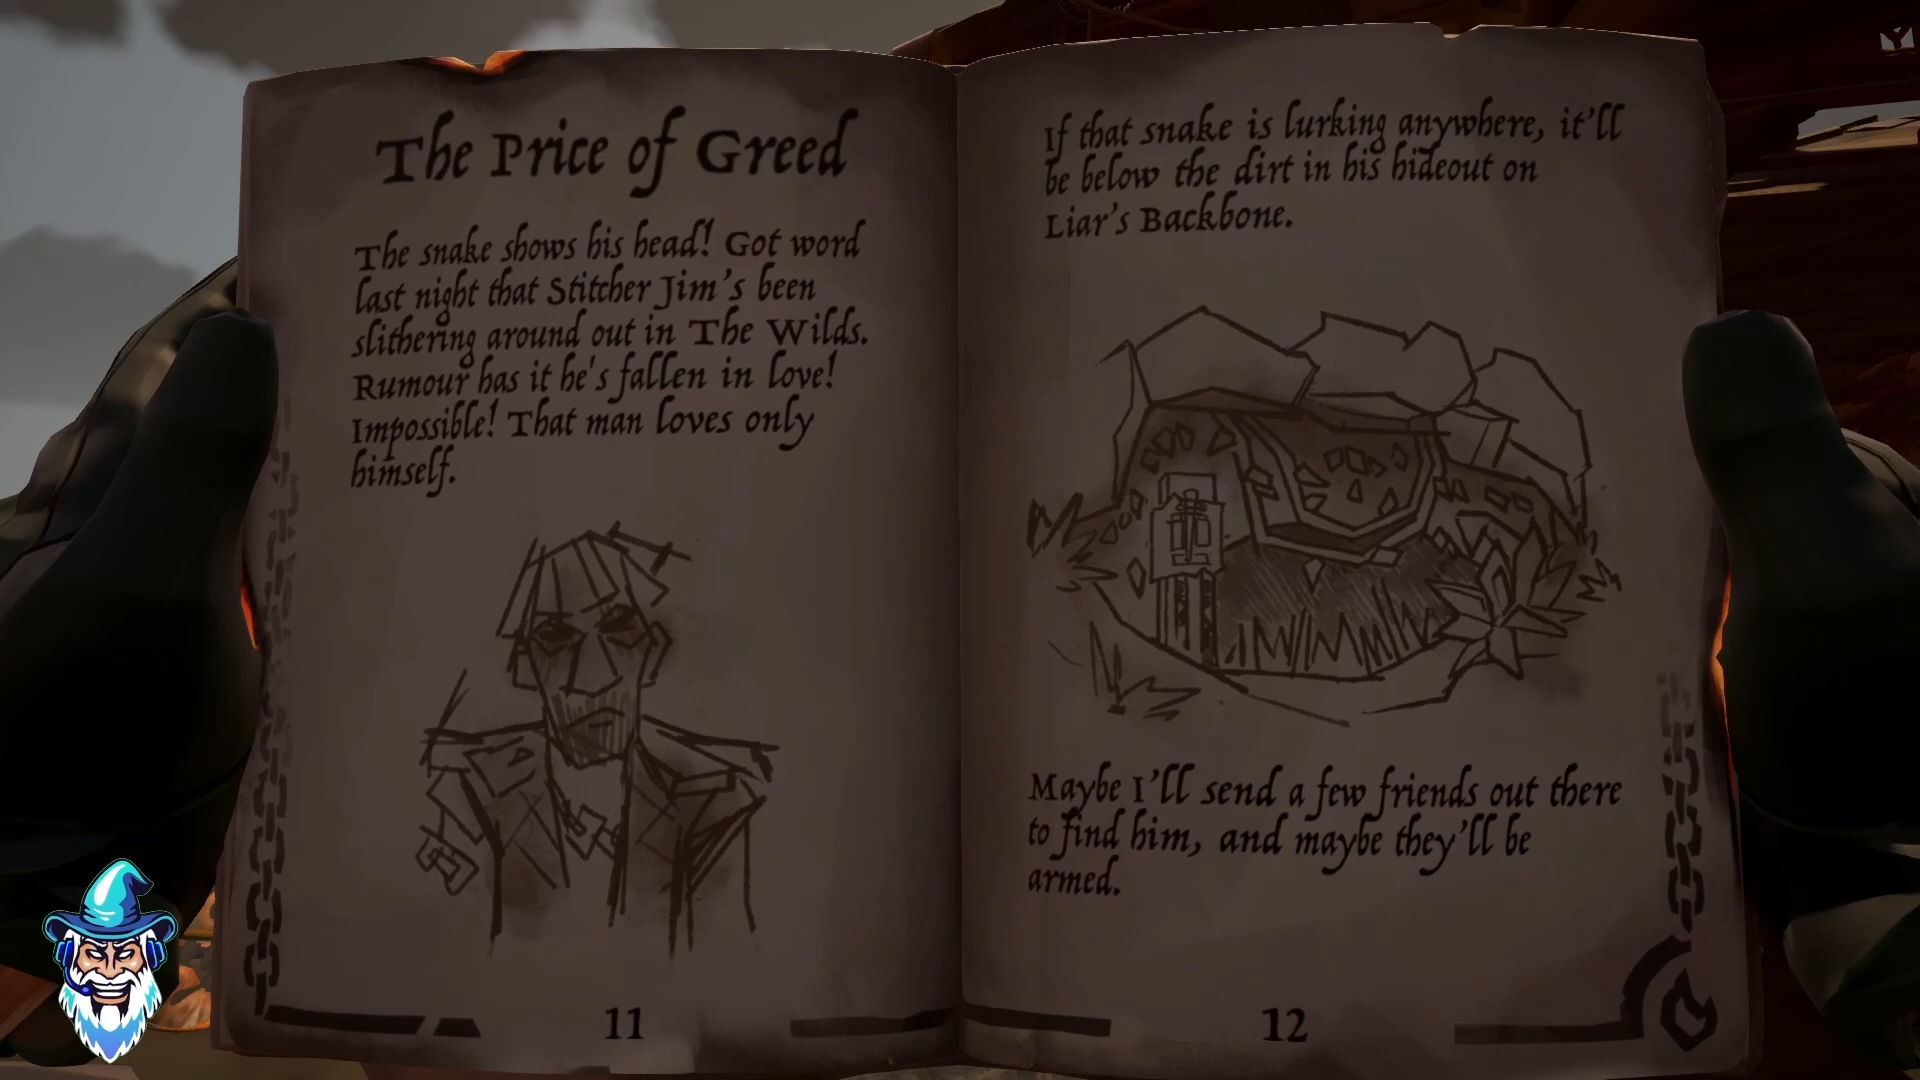 The Price of Greed
The snake shows his head! Got word
last night that Stitcher Jim's been
slithering around out in The Wilds.
Rumour has it he's fallen in love!
Impossible! That man loves only
himself.
11
If that snake is lurking anywhere, it'll
be below the dirt in his hideout on
Liar's Backbone.
Maybe I'll send a few friends out there
to find him, and maybe they'll be
armed.
12